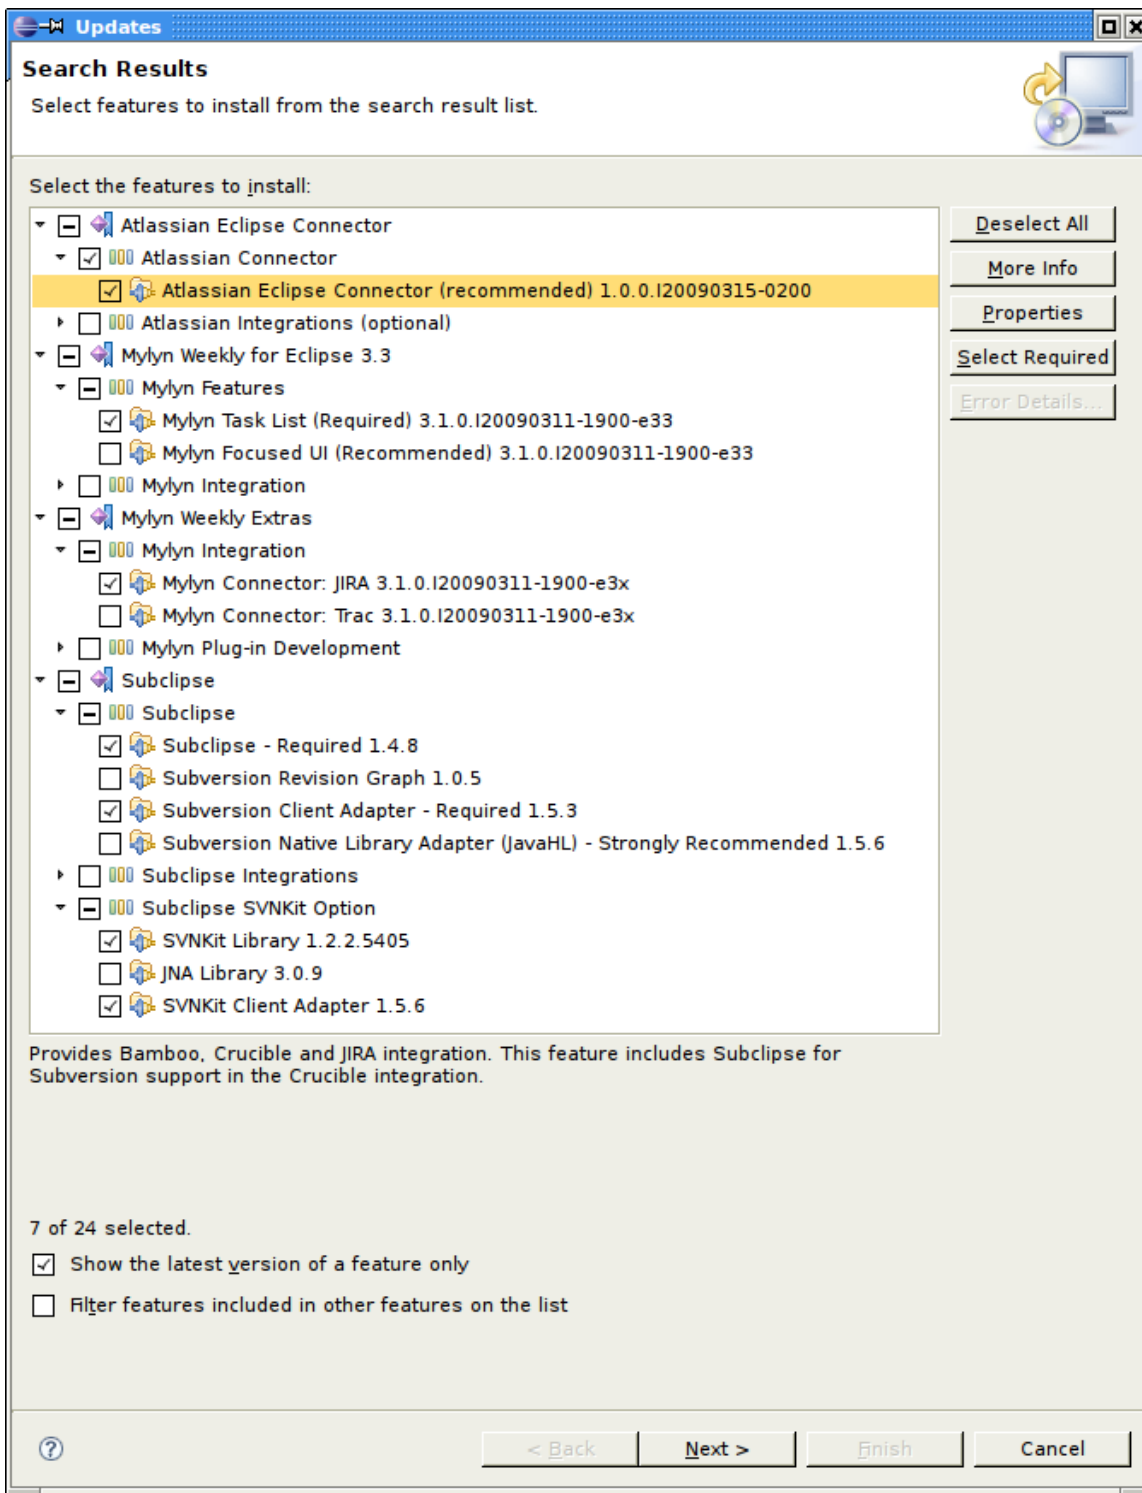 Updates
Search Results
Select features to install from the search result list.
Select the features to install:
Atlassian Eclipse Connector
Deselect All
Atlassian Connector
More Info
Atlassian Eclipse Connector (recommended) 1.0.0.I20090315-0200
Properties
Atlassian Integrations (optional)
Mylyn Weekly for Eclipse 3.3
Select Required
Mylyn Features
Error Details...
Mylyn Task List (Required) 3.1.0.I20090311-1900-e33
Mylyn Focused UI (Recommended) 3.1.0.I20090311-1900-e33
Mylyn Integration
Mylyn Weekly Extras
Mylyn Integration
Mylyn Connector: JIRA 3.1.0.I20090311-1900-e3x
Mylyn Connector: Trac 3.1.0.I20090311-1900-e3x
Mylyn Plug-in Development
Subclipse
Subclipse
Subclipse - Required 1.4.8
Subversion Revision Graph 1.0.5
Subversion Client Adapter - Required 1.5.3
Subversion Native Library Adapter (JavaHL) - Strongly Recommended 1.5.6
Subclipse Integrations
Subclipse SVNKit Option
SVNKit Library 1.2.2.5405
JNA Library 3.0.9
SVNKit Client Adapter 1.5.6
Provides Bamboo, Crucible and JIRA integration. This feature includes Subclipse for
Subversion support in the Crucible integration.
7 of 24 selected.
Show the latest version of a feature only
Filter features included in other features on the list
?
< Back
Next >
Finish
Cancel